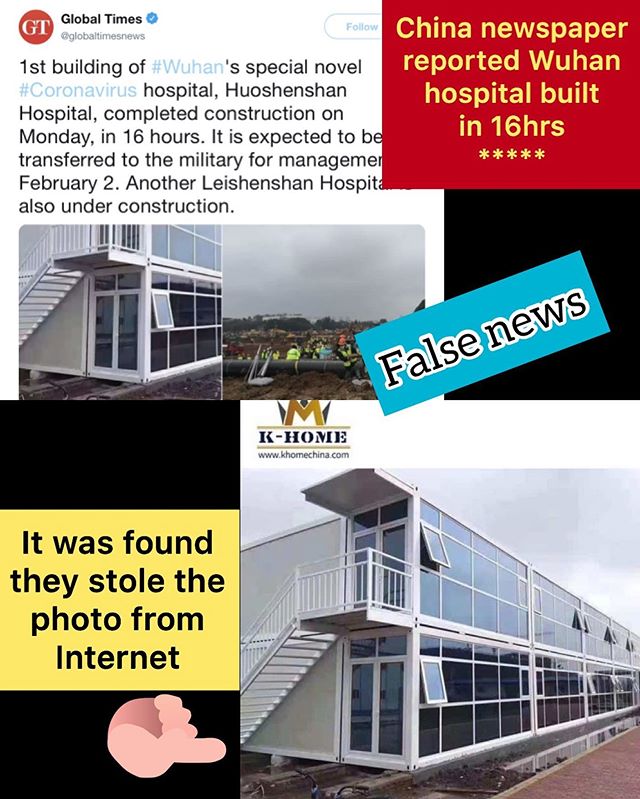 GT
Global Times
@globaltimesnews
Follow
1st building of #Wuhan's special novel
#Coronavirus hospital, Huoshenshan
Hospital, completed construction on
Monday, in 16 hours. It is expected to be
transferred to the military for managemen
February 2. Another Leishenshan Hospital
also under construction.
China newspaper
reported Wuhan
hospital built
in 16hrs
*****
False news
K-HOME
www.khomechina.com
It was found
they stole the
photo from
Internet